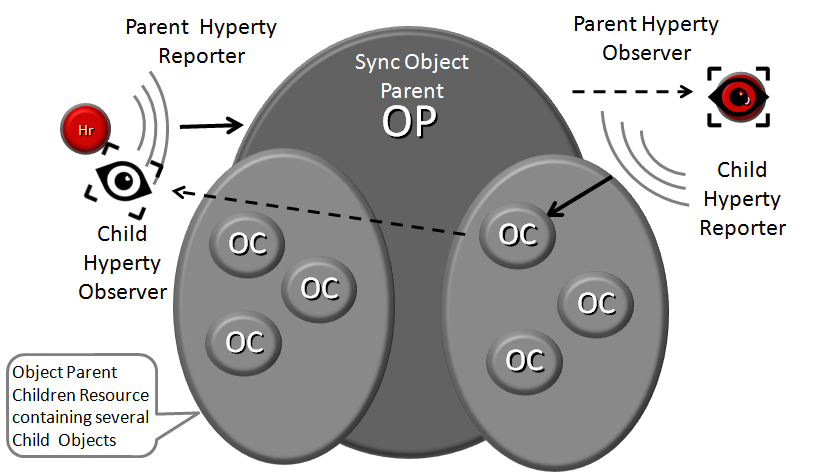 Parent Hyperty
Reporter
Hr
Child
Hyperty
Observer
Sync Object
Parent
OP
Parent Hyperty
Observer
Child
Hyperty
Reporter
OC
OC
OC
OC
OC
OC
Object Parent
Children Resource
containing several
Child Objects